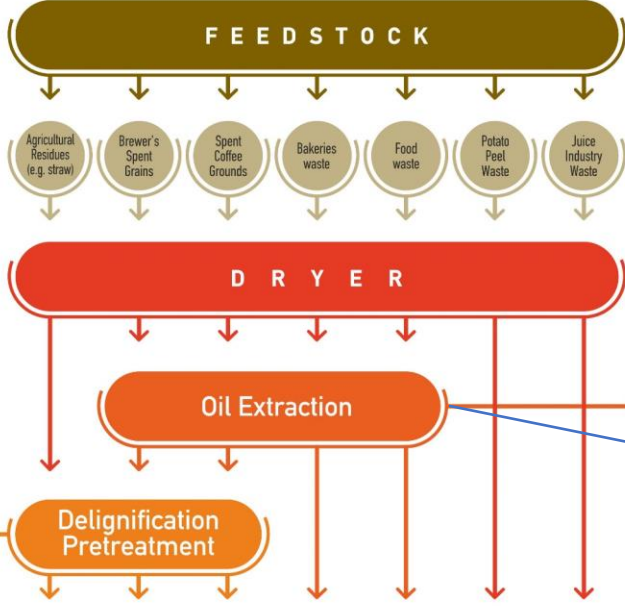 FEEDSTOCK
Agricultural
Residues
(e.g. straw)
Brewer's
Spent
Grains
Spent
Coffee
Grounds
Bakeries
waste
Food
waste
Potato
Peel
Waste
Juice
Industry
Waste
DRYER
Oil Extraction
Delignification
Pretreatment